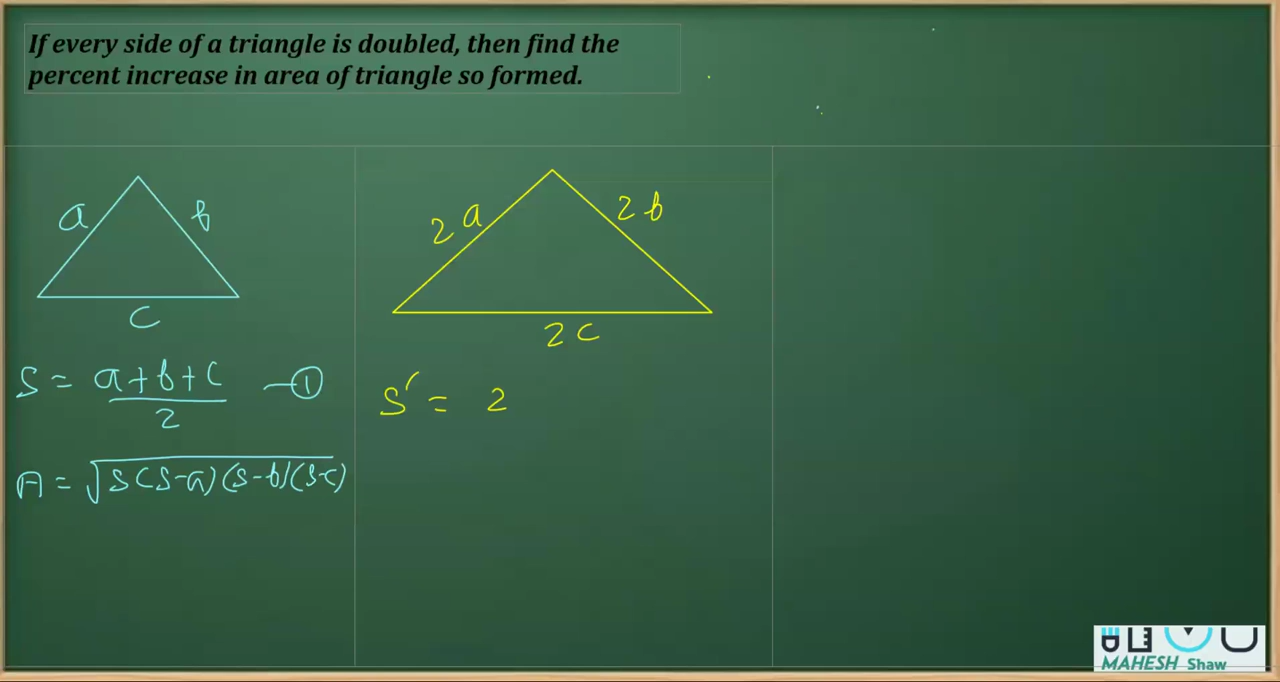 If every side of a triangle is doubled, then find the
percent increase in area of triangle so formed.
a
b
c
S = a+b+c / 2 —①
A = √S(S-a)(S-b)(S-c)
2a
2b
2c
S' = 2
MAHESH Shaw